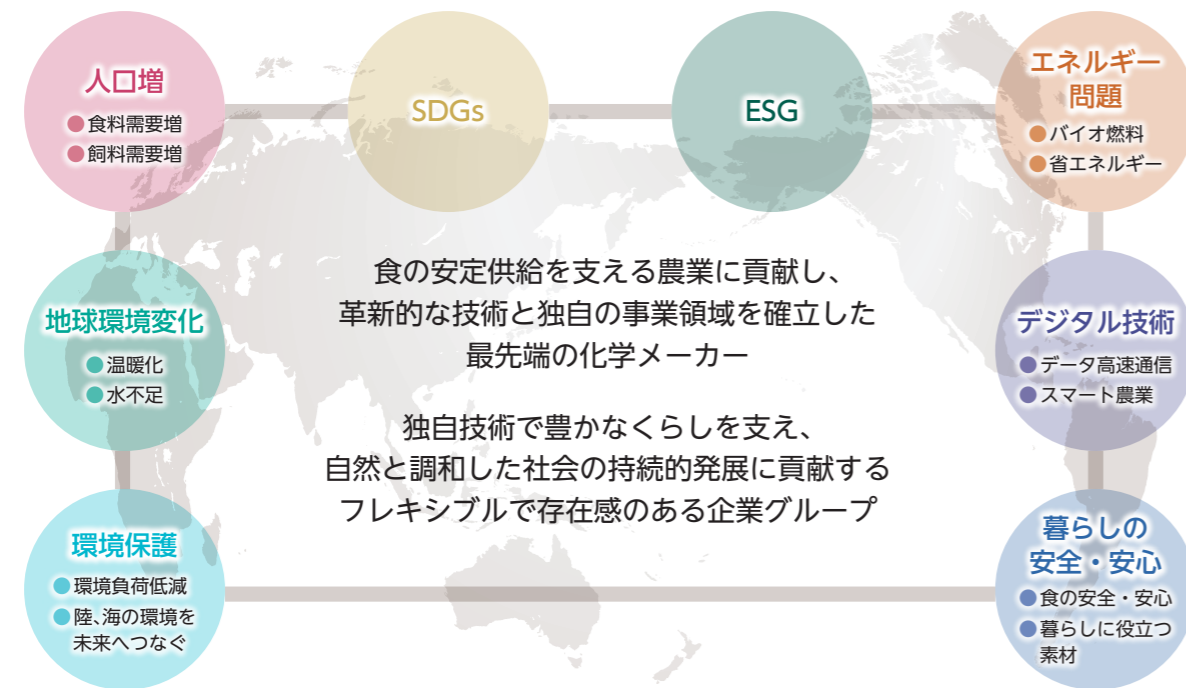 人口増
●食料需要増
●飼料需要増
SDGs
ESG
エネルギー
問題
●バイオ燃料
●省エネルギー
地球環境変化
●温暖化
●水不足
食の安定供給を支える農業に貢献し、
革新的な技術と独自の事業領域を確立した
最先端の化学メーカー
独自技術で豊かなくらしを支え、
自然と調和した社会の持続的発展に貢献する
フレキシブルで存在感のある企業グループ
デジタル技術
●データ高速通信
●スマート農業
環境保護
●環境負荷低減
●陸、海の環境を
未来へつなぐ
暮らしの
安全・安心
●食の安全・安心
●暮らしに役立つ
素材